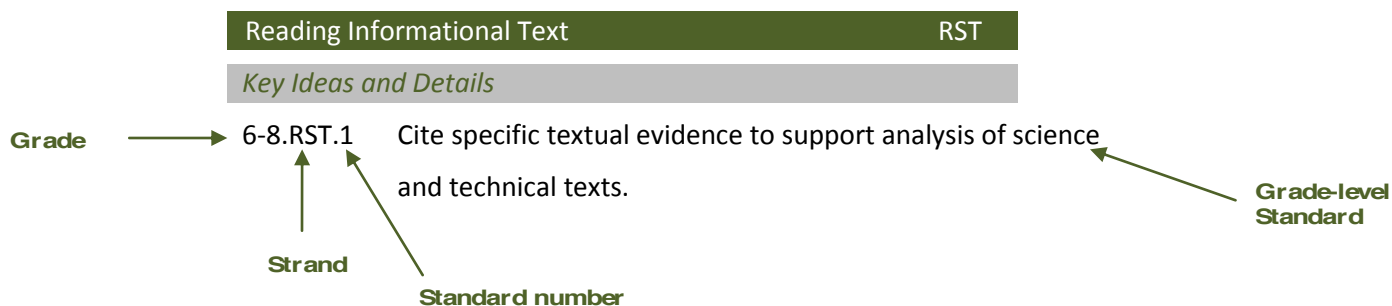 Reading Informational Text RST
Key Ideas and Details
Grade
6-8.RST.1 Cite specific textual evidence to support analysis of science
and technical texts.
Grade-level
Standard
Strand
Standard number